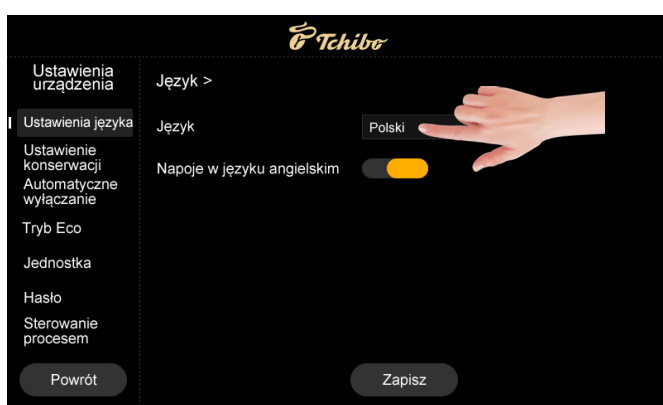 Tchibo
Ustawienia
urządzenia
Ustawienia języka
Ustawienie
konserwacji
Automatyczne
wyłączanie
Tryb Eco
Jednostka
Hasło
Sterowanie
procesem
Powrót
Język >
Język
Polski
Napoje w języku angielskim
Zapisz